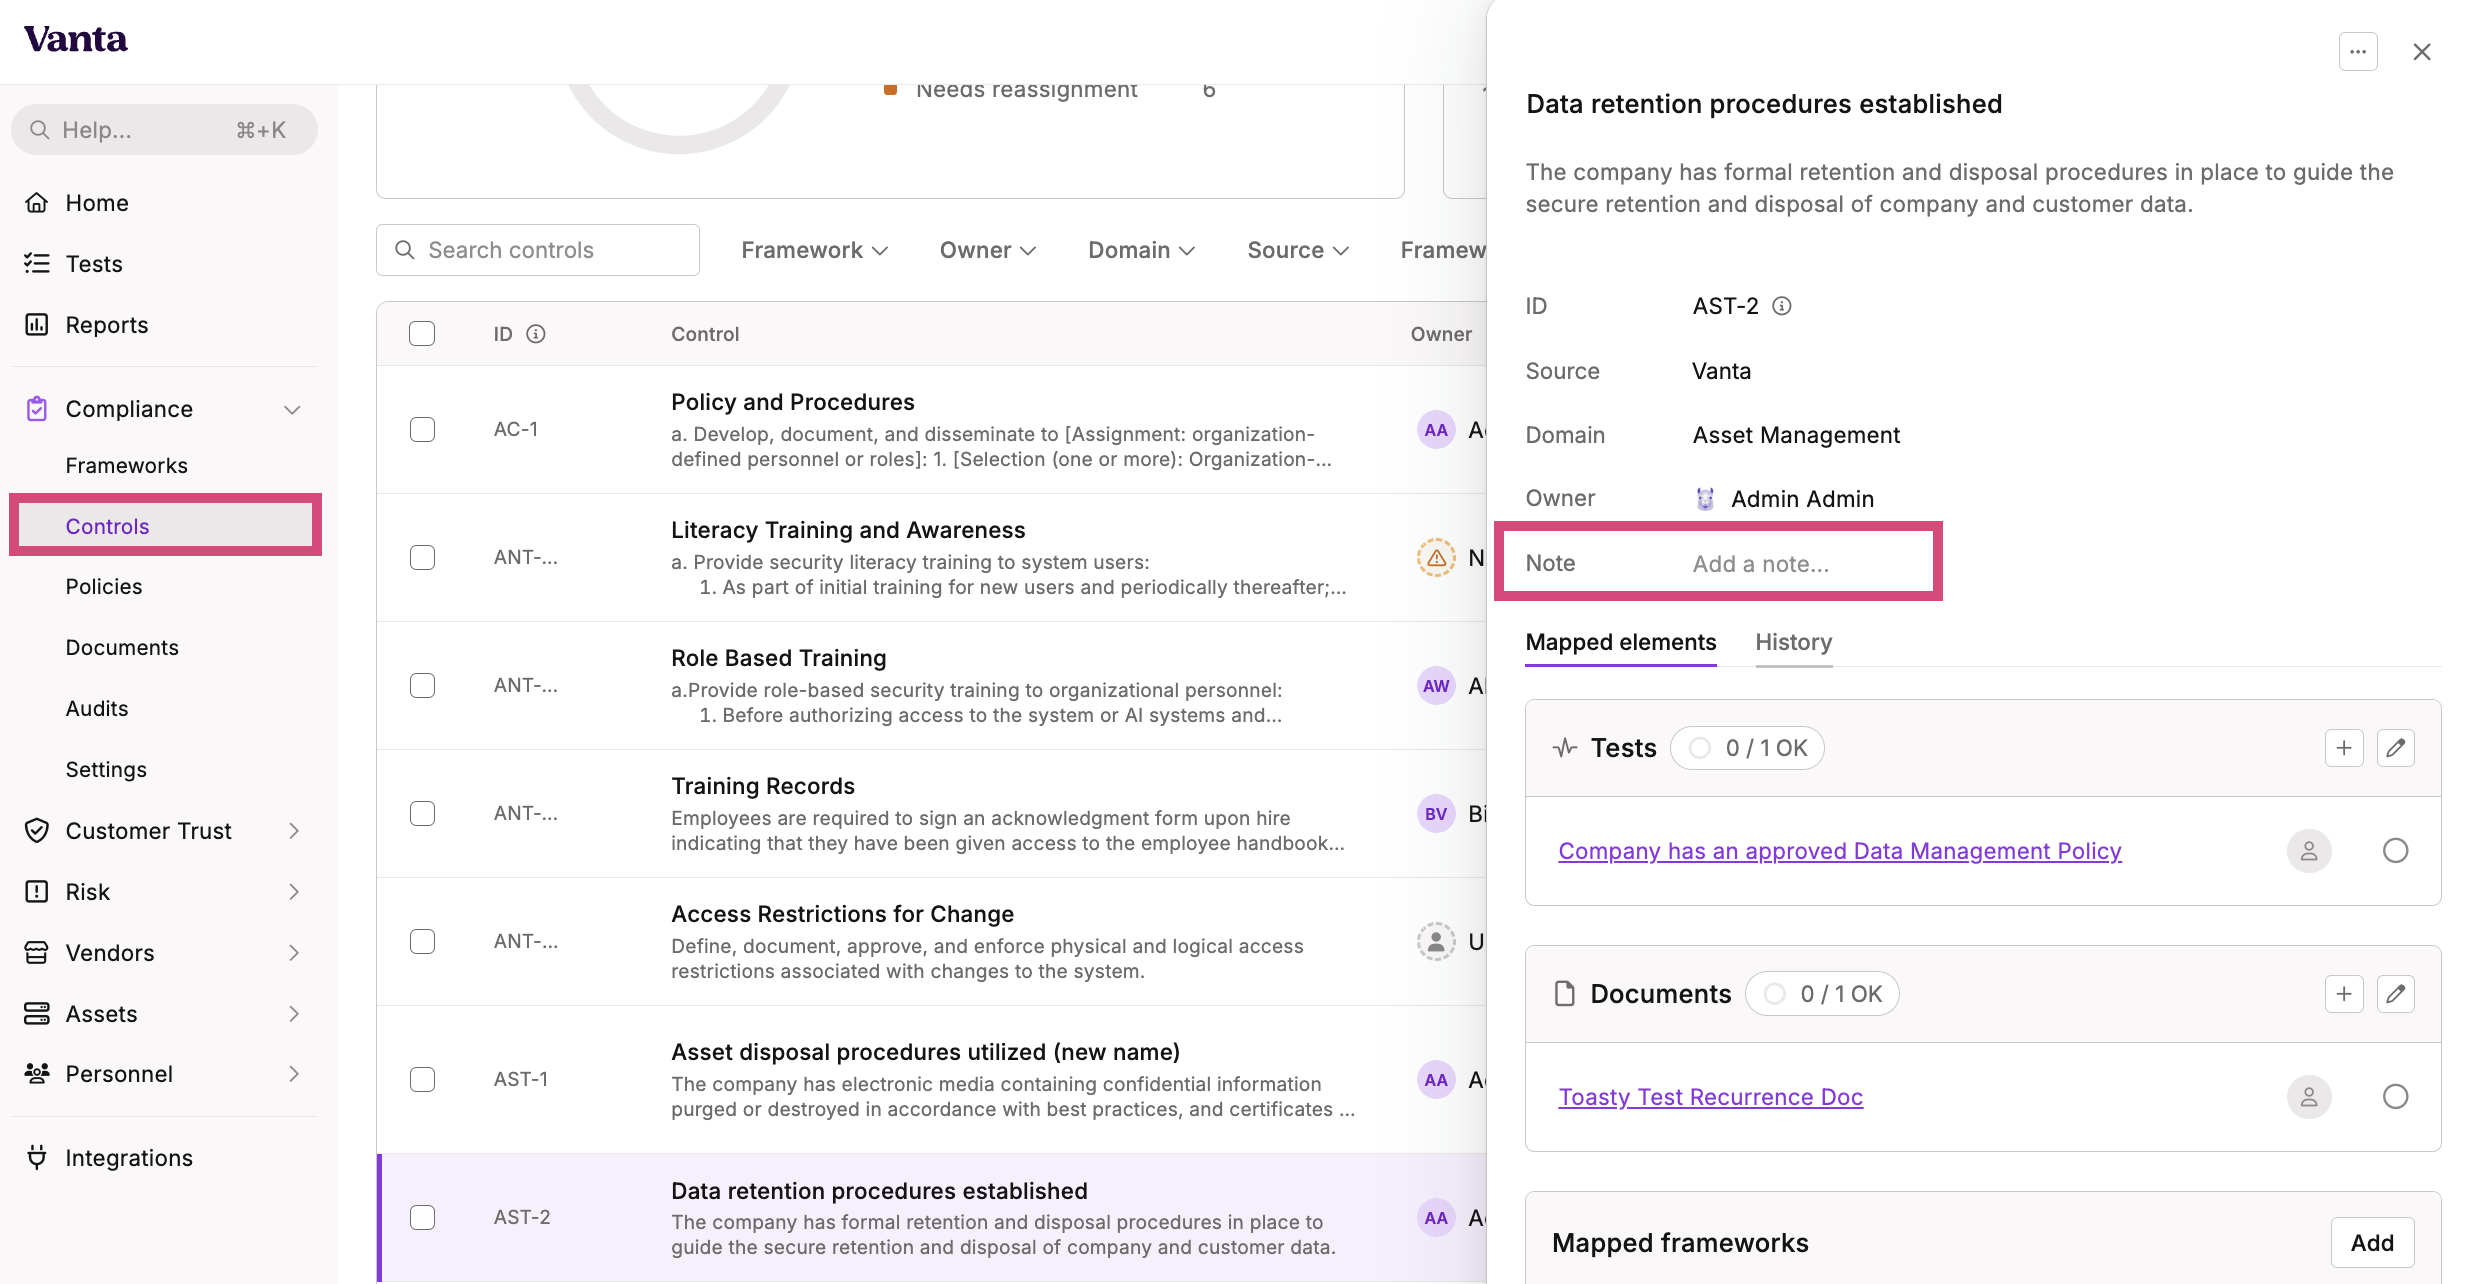 Vanta
Help...
⌘+K
Home
Tests
Reports
Compliance
Frameworks
Controls
Policies
Documents
Audits
Settings
Customer Trust
Risk
Vendors
Assets
Personnel
Integrations
Needs reassignment 6
Search controls
Framework
Owner
Domain
Source
Framew
ID
Control
Owner
AC-1
Policy and Procedures
a. Develop, document, and disseminate to [Assignment: organization-
defined personnel or roles]: 1. [Selection (one or more): Organization-...
AA
ANT-...
Literacy Training and Awareness
a. Provide security literacy training to system users:
1. As part of initial training for new users and periodically thereafter;...
N
ANT-...
Role Based Training
a.Provide role-based security training to organizational personnel:
1. Before authorizing access to the system or AI systems and...
AW
ANT-...
Training Records
Employees are required to sign an acknowledgment form upon hire
indicating that they have been given access to the employee handbook...
BV Bi
ANT-...
Access Restrictions for Change
Define, document, approve, and enforce physical and logical access
restrictions associated with changes to the system.
U
AST-1
Asset disposal procedures utilized (new name)
The company has electronic media containing confidential information
purged or destroyed in accordance with best practices, and certificates ...
AA
AST-2
Data retention procedures established
The company has formal retention and disposal procedures in place to
guide the secure retention and disposal of company and customer data.
AA
...
Data retention procedures established
The company has formal retention and disposal procedures in place to guide the
secure retention and disposal of company and customer data.
ID AST-2
Source Vanta
Domain Asset Management
Owner Admin Admin
Note Add a note...
Mapped elements
History
Tests 0 / 1 OK
Company has an approved Data Management Policy
Documents 0 / 1 OK
Toasty Test Recurrence Doc
Mapped frameworks
Add